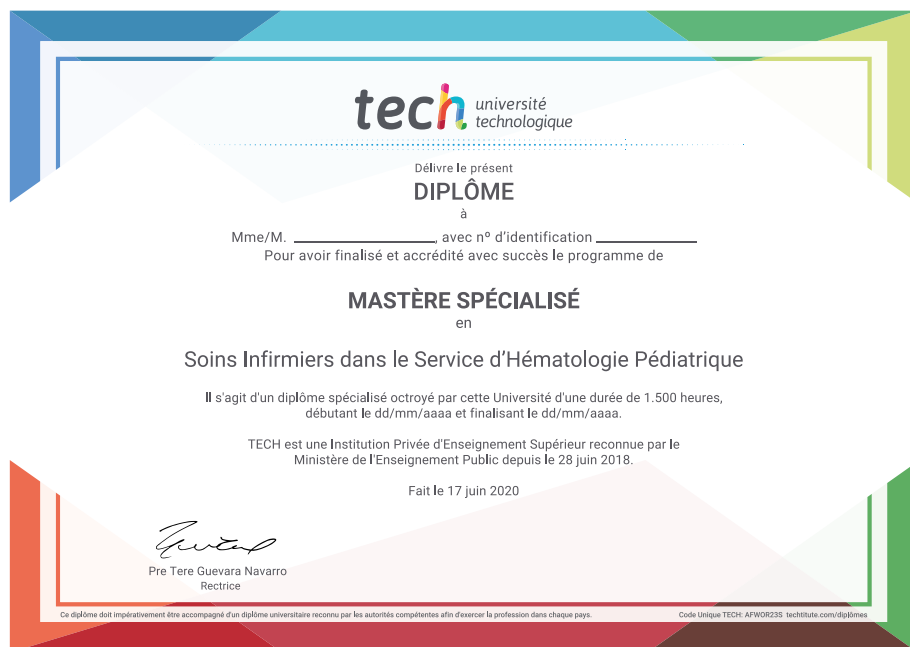 tech université
technologique
Délivre le présent
DIPLÔME
à
Mme/M. ________________, avec nº d'identification ____________
Pour avoir finalisé et accrédité avec succès le programme de
MASTÈRE SPÉCIALISÉ
en
Soins Infirmiers dans le Service d'Hématologie Pédiatrique
Il s'agit d'un diplôme spécialisé octroyé par cette Université d'une durée de 1.500 heures,
débutant le dd/mm/aaaa et finalisant le dd/mm/aaaa.
TECH est une Institution Privée d'Enseignement Supérieur reconnue par le
Ministère de l'Enseignement Public depuis le 28 juin 2018.
Fait le 17 juin 2020
Pre Tere Guevara Navarro
Rectrice
Ce diplôme doit impérativement être accompagné d'un diplôme universitaire reconnu par les autorités compétentes afin d'exercer la profession dans chaque pays.
Code Unique TECH: AFWOR23S techtitute.com/diplômes